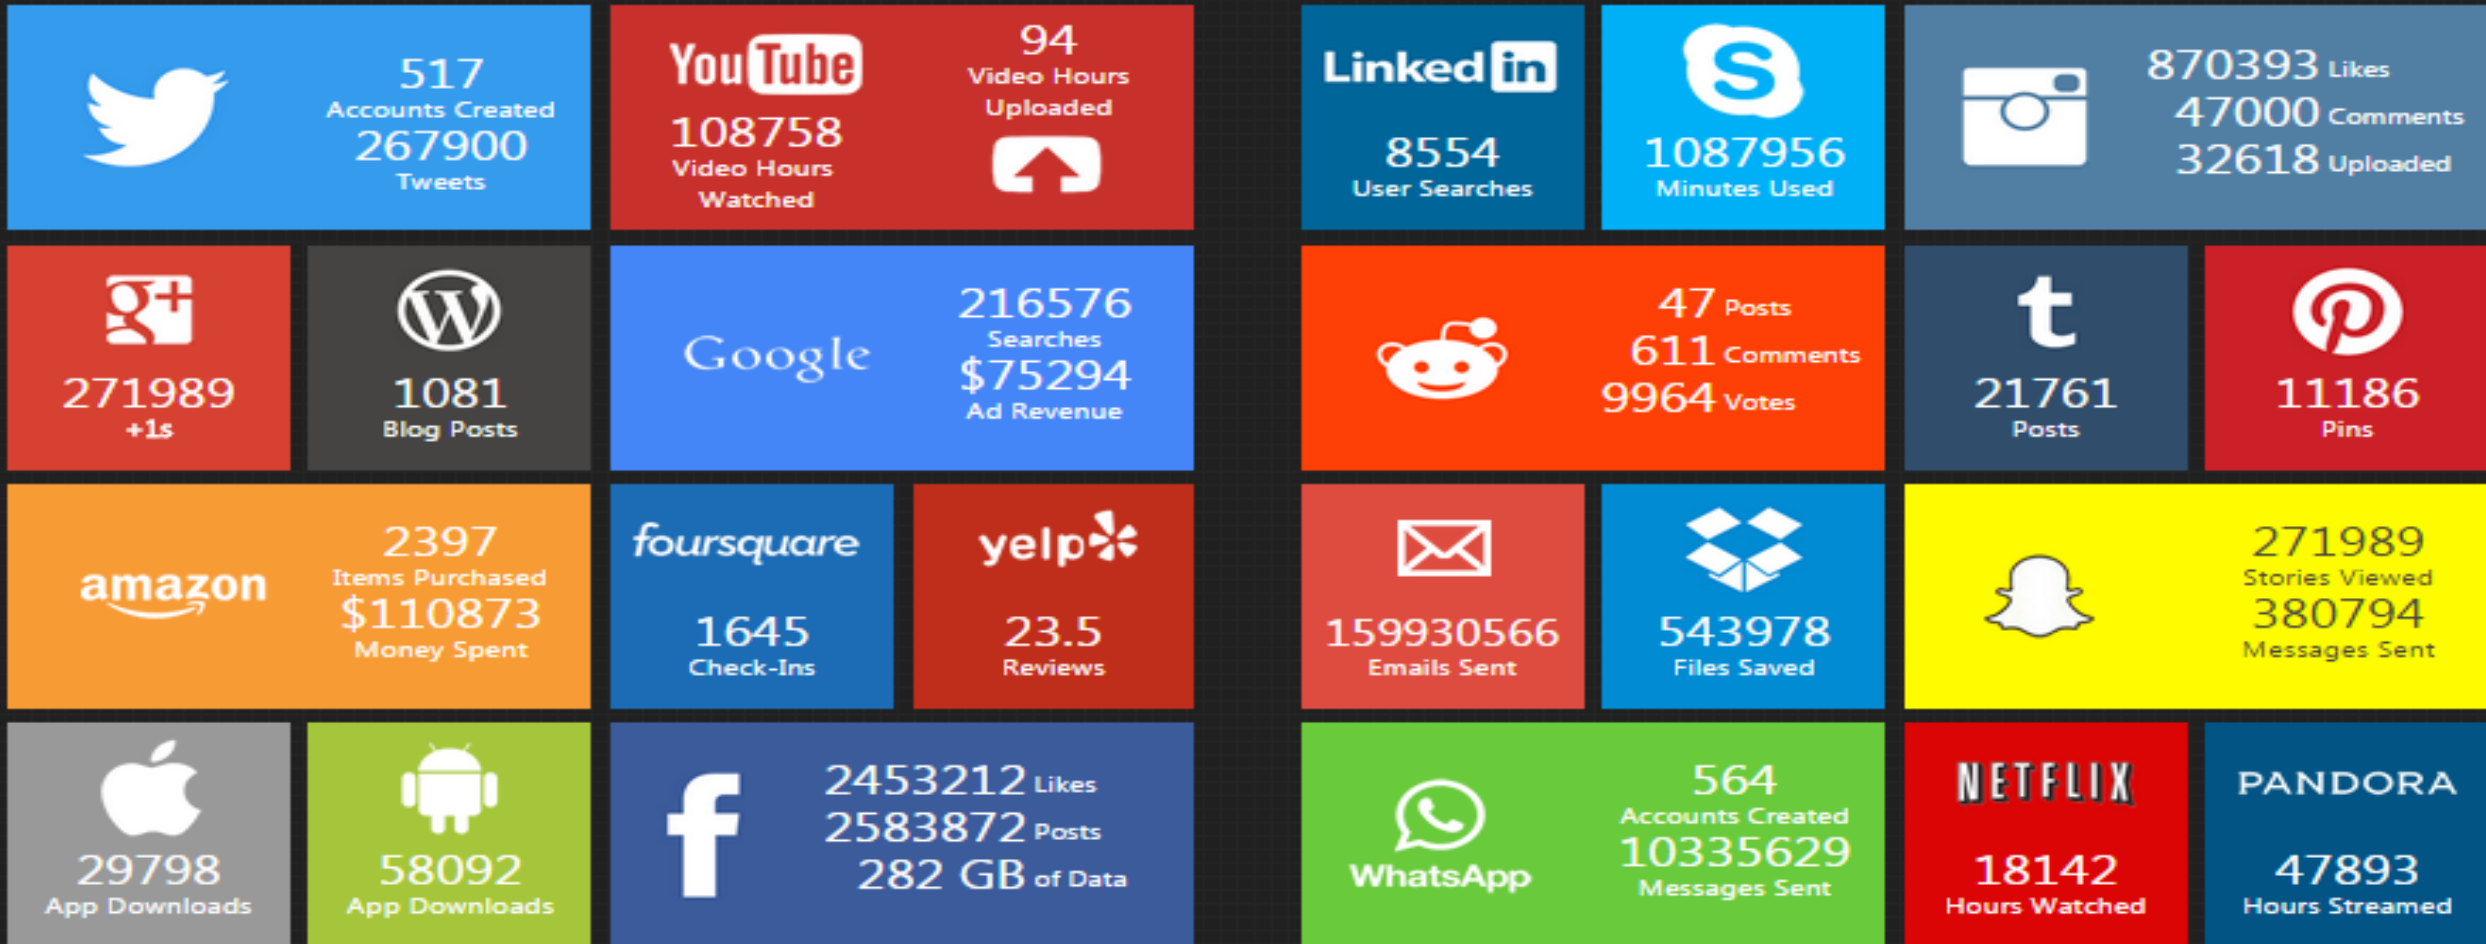 517
Accounts Created
267900
Tweets
YouTube
108758
Video Hours
Watched
94
Video Hours
Uploaded
Linked in
8554
User Searches
S
1087956
Minutes Used
870393 Likes
47000 Comments
32618 Uploaded
g+
271989
+1s
W
1081
Blog Posts
Google
216576
Searches
$75294
Ad Revenue
47 Posts
611 Comments
9964 Votes
t
21761
Posts
P
11186
Pins
amazon
2397
Items Purchased
$110873
Money Spent
foursquare
1645
Check-Ins
yelp
23.5
Reviews
159930566
Emails Sent
543978
Files Saved
271989
Stories Viewed
380794
Messages Sent
29798
App Downloads
58092
App Downloads
f
2453212 Likes
2583872 Posts
282 GB of Data
WhatsApp
564
Accounts Created
10335629
Messages Sent
NETFLIX
18142
Hours Watched
PANDORA
47893
Hours Streamed